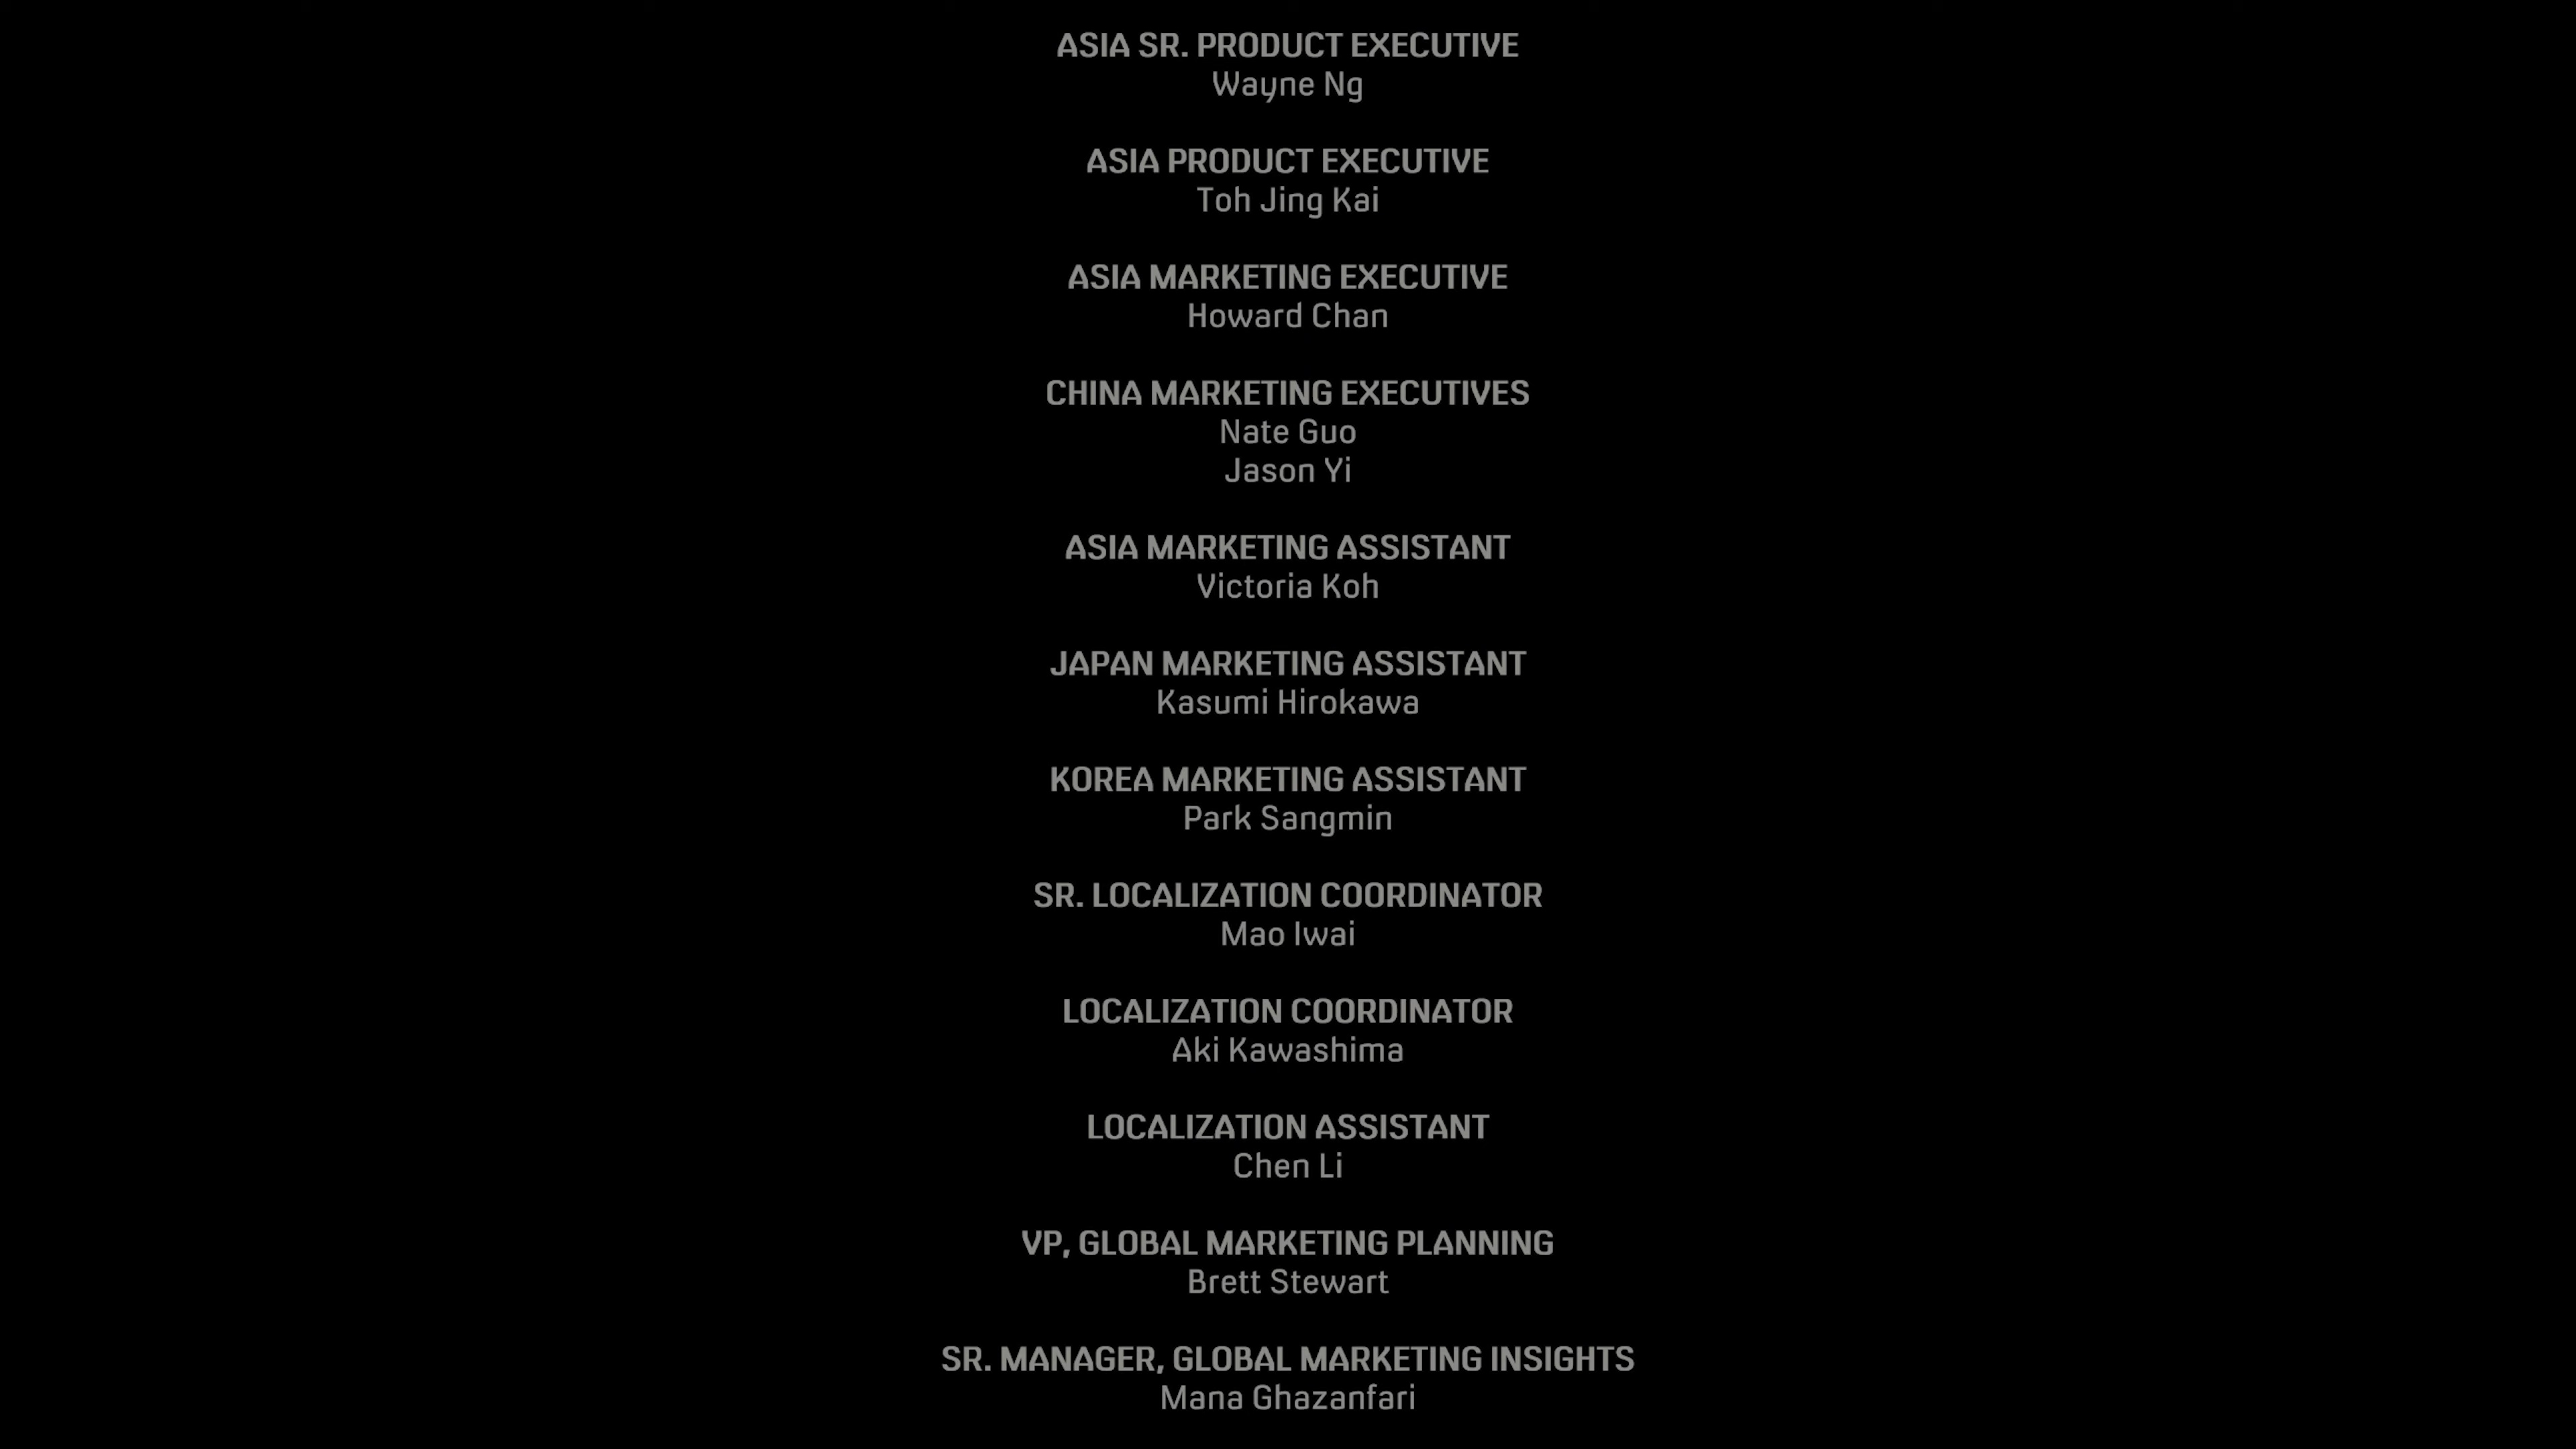 ASIA SR. PRODUCT EXECUTIVE
Wayne Ng
ASIA PRODUCT EXECUTIVE
Toh Jing Kai
ASIA MARKETING EXECUTIVE
Howard Chan
CHINA MARKETING EXECUTIVES
Nate Guo
Jason Yi
ASIA MARKETING ASSISTANT
Victoria Koh
JAPAN MARKETING ASSISTANT
Kasumi Hirokawa
KOREA MARKETING ASSISTANT
Park Sangmin
SR. LOCALIZATION COORDINATOR
Mao Iwai
LOCALIZATION COORDINATOR
Aki Kawashima
LOCALIZATION ASSISTANT
Chen Li
VP, GLOBAL MARKETING PLANNING
Brett Stewart
SR. MANAGER, GLOBAL MARKETING INSIGHTS
Mana Ghazanfari